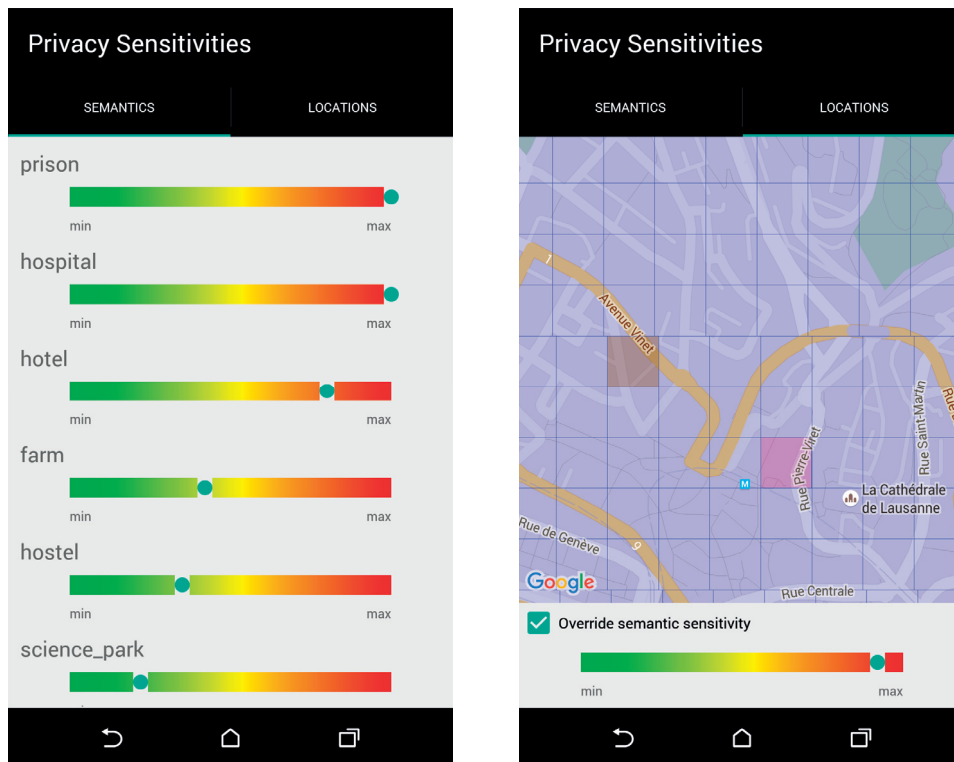 Privacy Sensitivities
SEMANTICS
LOCATIONS
prison
min
max
hospital
min
max
hotel
min
max
farm
min
max
hostel
min
max
science_park
Privacy Sensitivities
SEMANTICS
LOCATIONS
1
Avenue Vinet
Rue Saint-Martin
Rue Pierre-Viret
M
La Cathédrale
de Lausanne
Rue de Genève
9
Google
Rue Centrale
Override semantic sensitivity
min
max